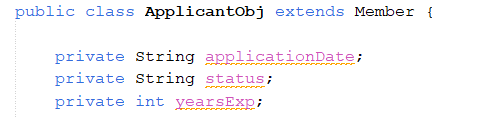 public class ApplicantObj extends Member {
private String applicationDate;
private String status;
private int yearsExp;